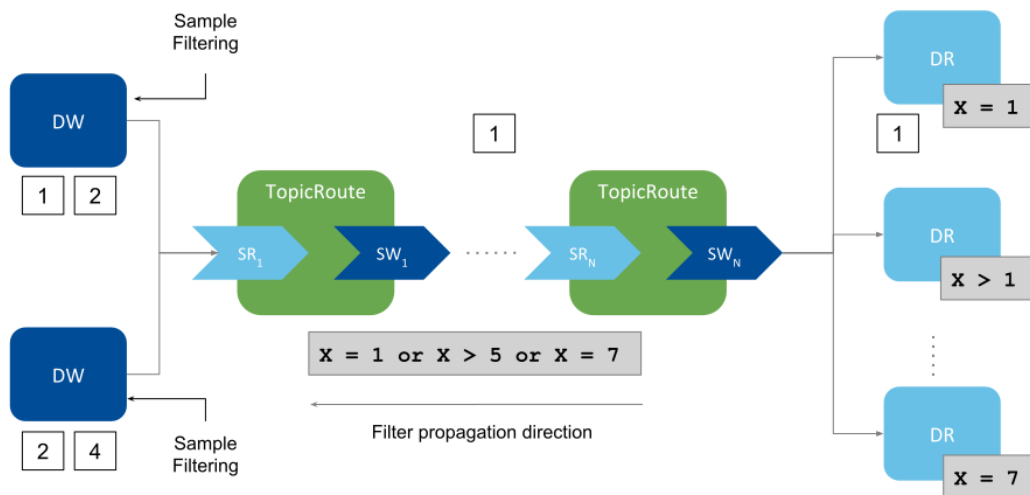 Sample
Filtering
DW
1
2
DR
X = 1
1
1
TopicRoute
TopicRoute
SR1
SW1
SRN
SWN
DR
X > 1
X = 1 or X > 5 or X = 7
Filter propagation direction
DW
2
4
Sample
Filtering
DR
X = 7